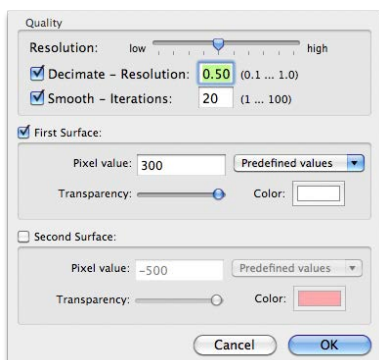 Quality
Resolution: low high
Decimate - Resolution: 0.50 (0.1 ... 1.0)
Smooth - Iterations: 20 (1 ... 100)
First Surface:
Pixel value: 300 Predefined values
Transparency: Color:
Second Surface:
Pixel value: -500 Predefined values
Transparency: Color:
Cancel OK